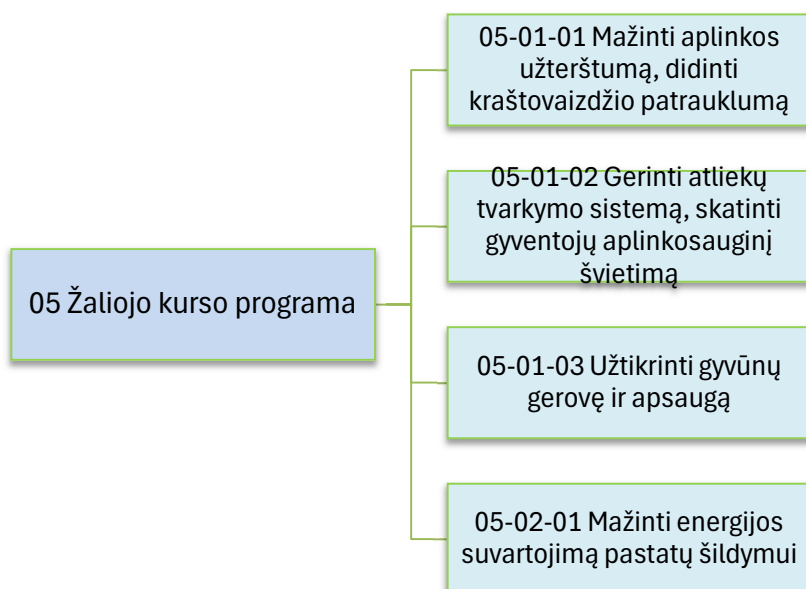 05 Žaliojo kurso programa
05-01-01 Mažinti aplinkos
užterštumą, didinti
kraštovaizdžio patrauklumą
05-01-02 Gerinti atliekų
tvarkymo sistemą, skatinti
gyventojų aplinkosauginį
švietimą
05-01-03 Užtikrinti gyvūnų
gerovę ir apsaugą
05-02-01 Mažinti energijos
suvartojimą pastatų šildymui